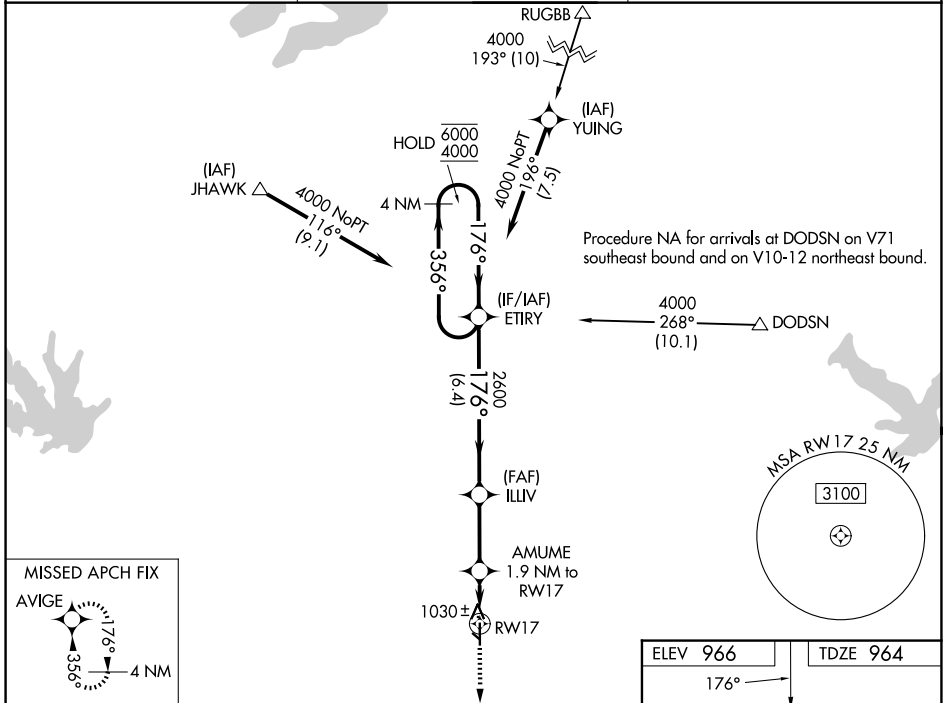 RUGBB
4000
193° (10)
(IAF)
YUING
HOLD 6000
4000
4000 NoPT
196°
(7.5)
(IAF)
JHAWK
4000 NoPT
116°
(9.1)
4 NM
176°
356°
Procedure NA for arrivals at DODSN on V71
southeast bound and on V10-12 northeast bound.
(IF/IAF)
ETIRY
4000
268°
(10.1)
DODSN
2600
176°
(6.4)
MSA RW17 25 NM
3100
(FAF)
ILLIV
AMUME
1.9 NM to
RW17
1030 ±
RW17
MISSED APCH FIX
AVIGE
176°
356°
4 NM
ELEV 966
TDZE 964
176°